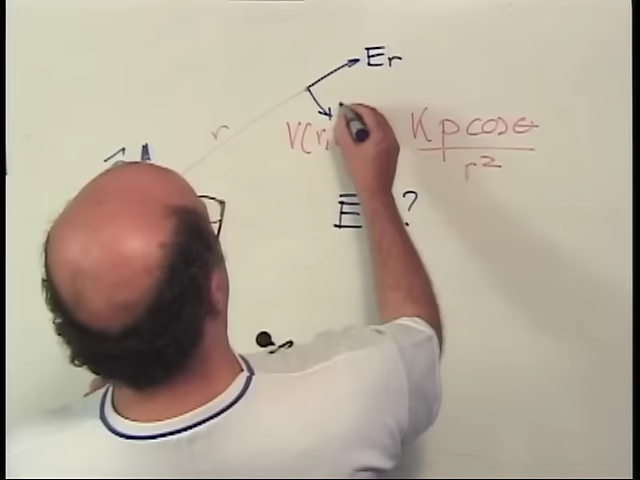 Er
r
V(r, Kpcosθ
r²
E ?